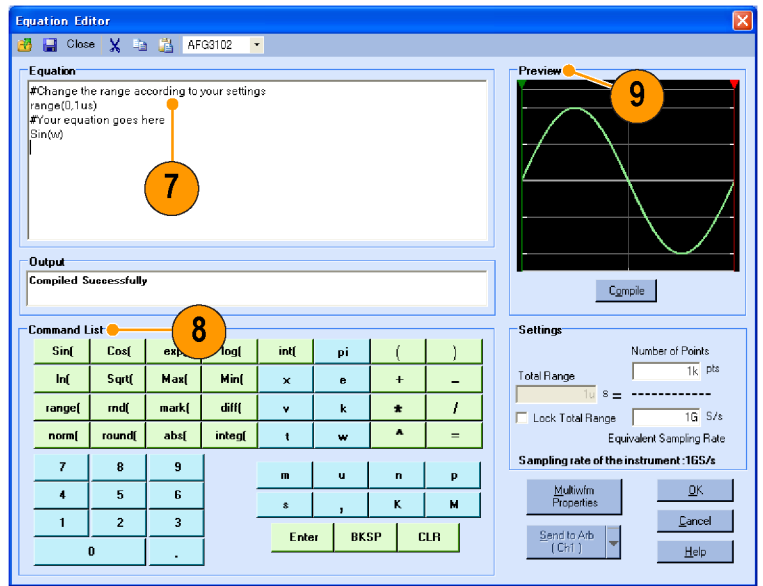 Equation Editor
Close AFG3102
Equation
#Change the range according to your settings
range(0,1us)
#Your equation goes here
Sin(w)
7
Output
Compiled Successfully
Preview
9
Compile
Command List
8
Sin( Cos( exp( log( int( pi ( )
ln( Sqrt( Max( Min( x e + –
range( rnd( mark( diff( v k * /
norm( round( abs( integ( t w ^ =
7 8 9
4 5 6
1 2 3
0 .
m u n p
s , K M
Enter BKSP CLR
Settings
Number of Points
Total Range 1k pts
1u s = ------------
Lock Total Range 1G S/s
Equivalent Sampling Rate
Sampling rate of the instrument :1GS/s
Multiwfm
Properties
OK
Cancel
Send to Arb
( Ch1 )
Help